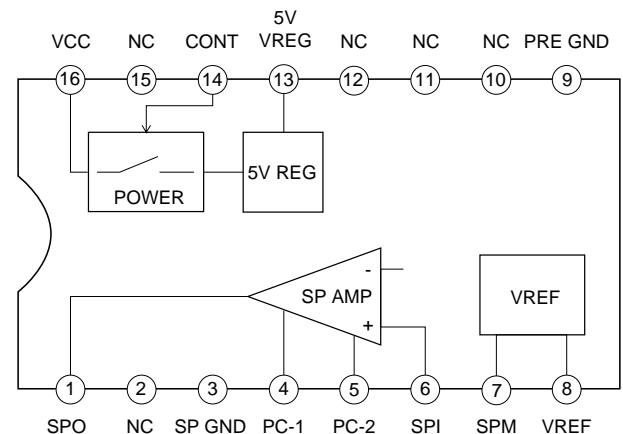 5V
VCC NC CONT VREG NC NC NC PRE GND
16 15 14 13 12 11 10 9
POWER
5V REG
-
SP AMP
+
VREF
1 2 3 4 5 6 7 8
SPO NC SP GND PC-1 PC-2 SPI SPM VREF